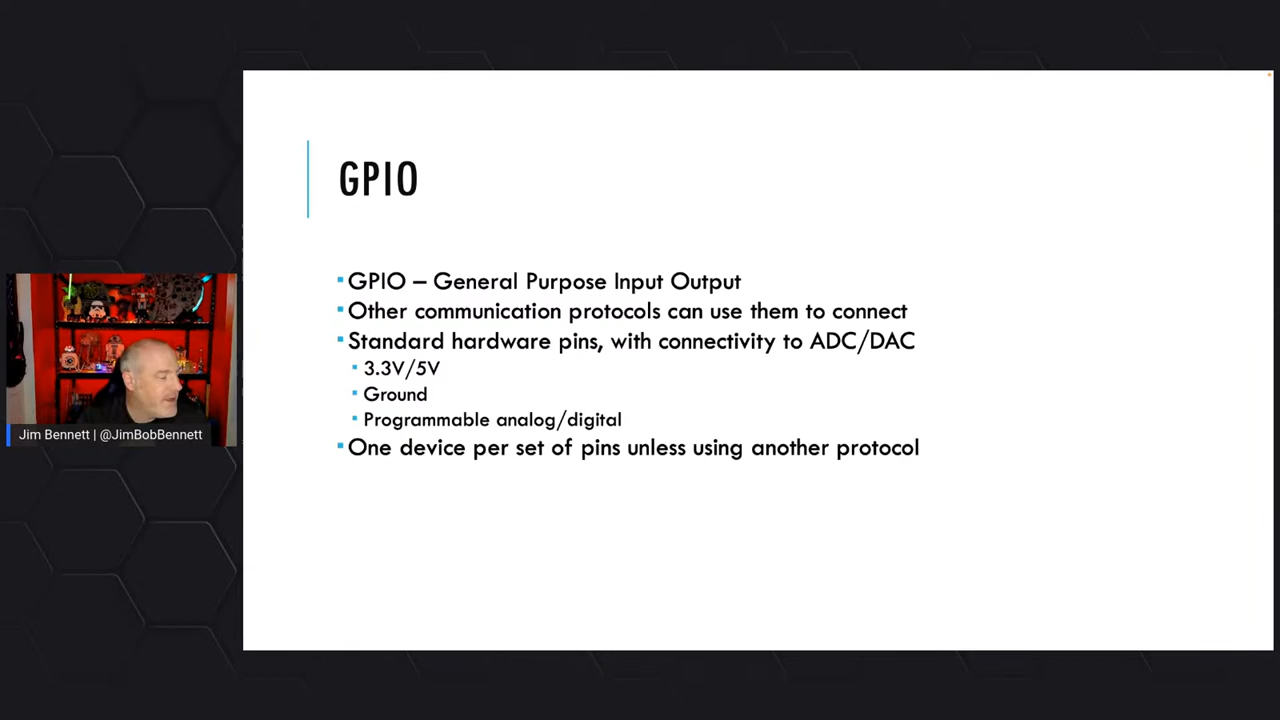 GPIO
GPIO – General Purpose Input Output
Other communication protocols can use them to connect
Standard hardware pins, with connectivity to ADC/DAC
3.3V/5V
Ground
Programmable analog/digital
One device per set of pins unless using another protocol
Jim Bennett | @JimBobBennett